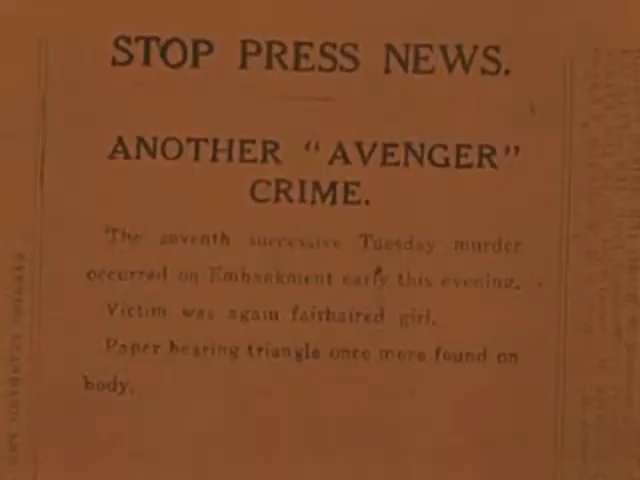 STOP PRESS NEWS.
ANOTHER "AVENGER"
CRIME.
The seventh successive Tuesday murder
occurred on Embankment early this evening.
Victim was again fairhaired girl.
Paper bearing triangle once more found on
body.